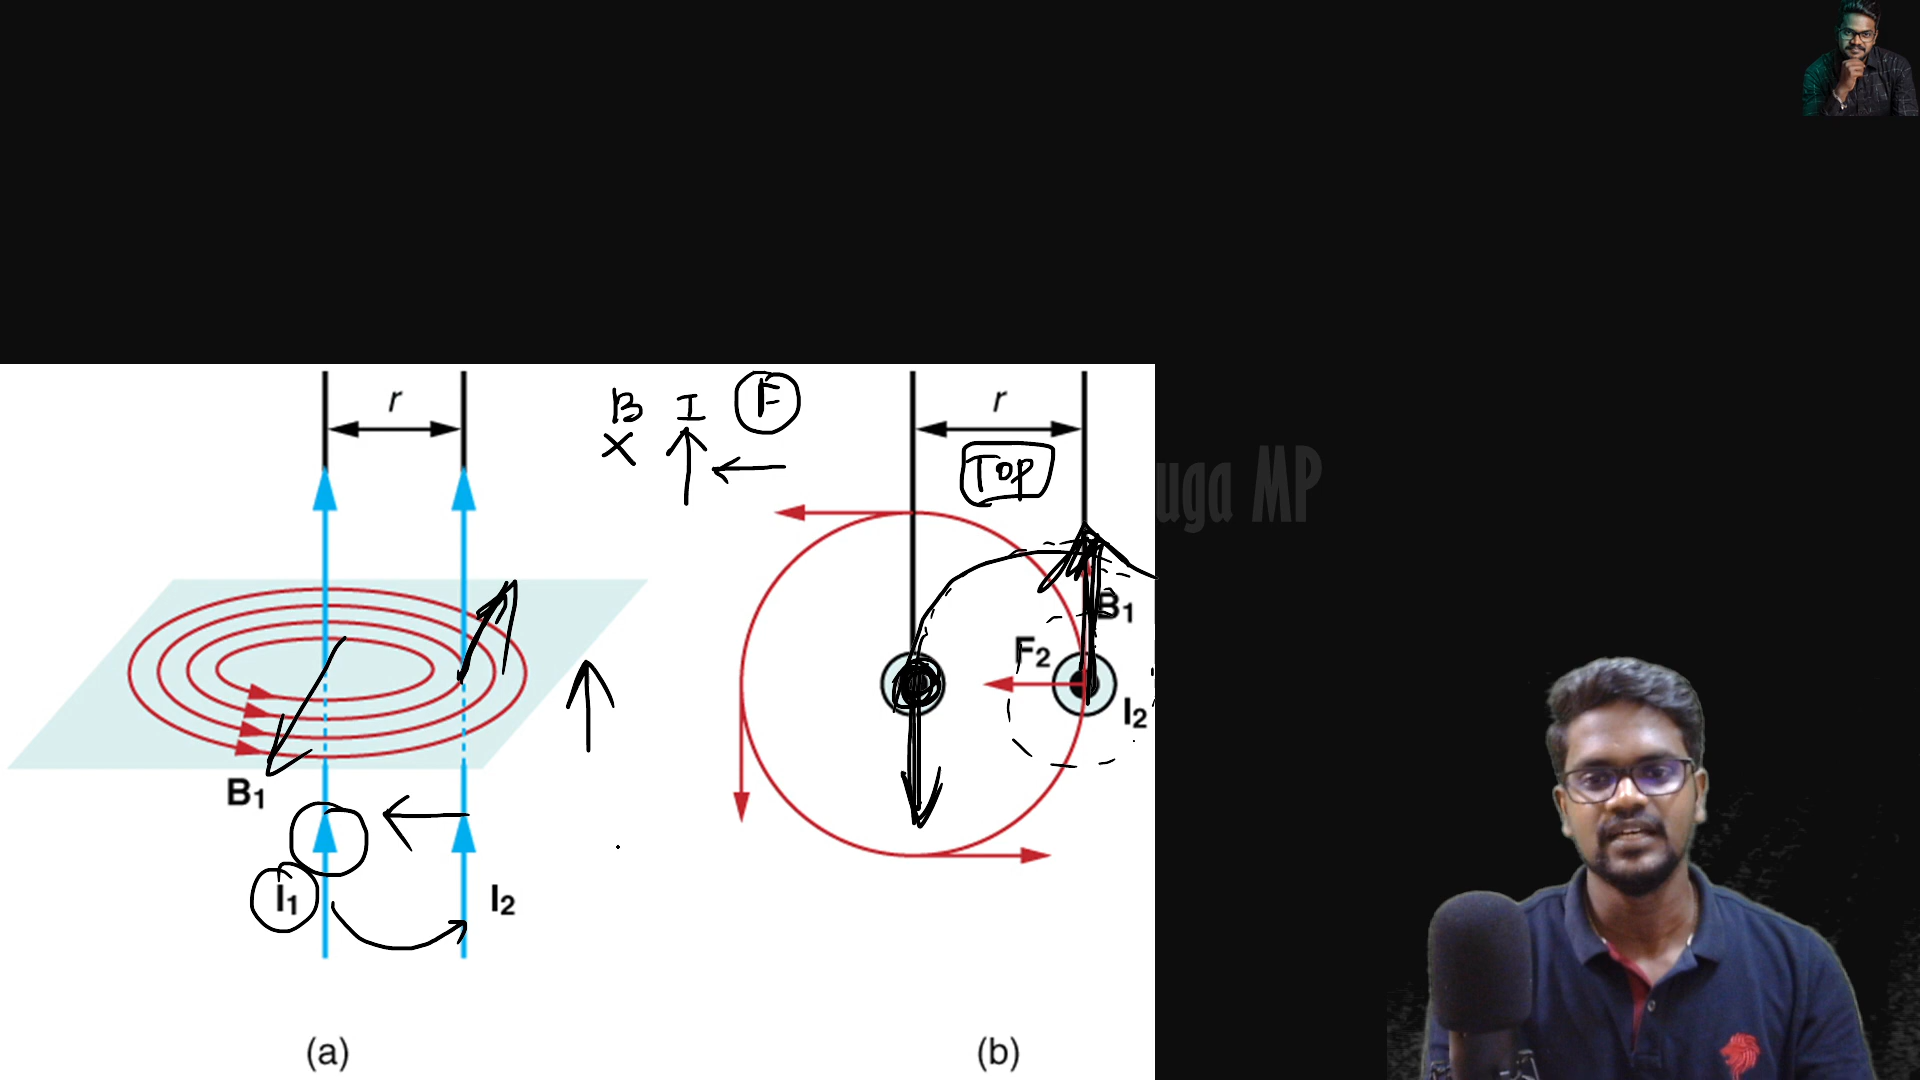 r
B I F
X
r
TOP
uga MP
B₁
F₂
I₂
B₁
I₁
I₂
(a)
(b)